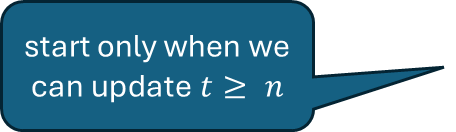 start only when we
can update 𝑡 ≥ 𝑛